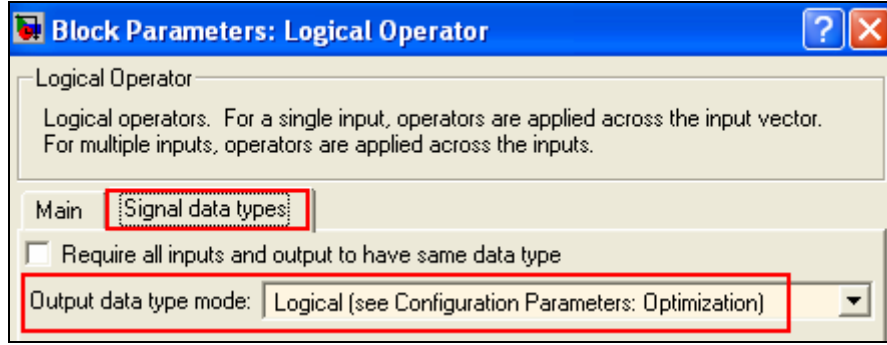 Block Parameters: Logical Operator
Logical Operator
Logical operators. For a single input, operators are applied across the input vector.
For multiple inputs, operators are applied across the inputs.
Main Signal data types
Require all inputs and output to have same data type
Output data type mode: Logical (see Configuration Parameters: Optimization)